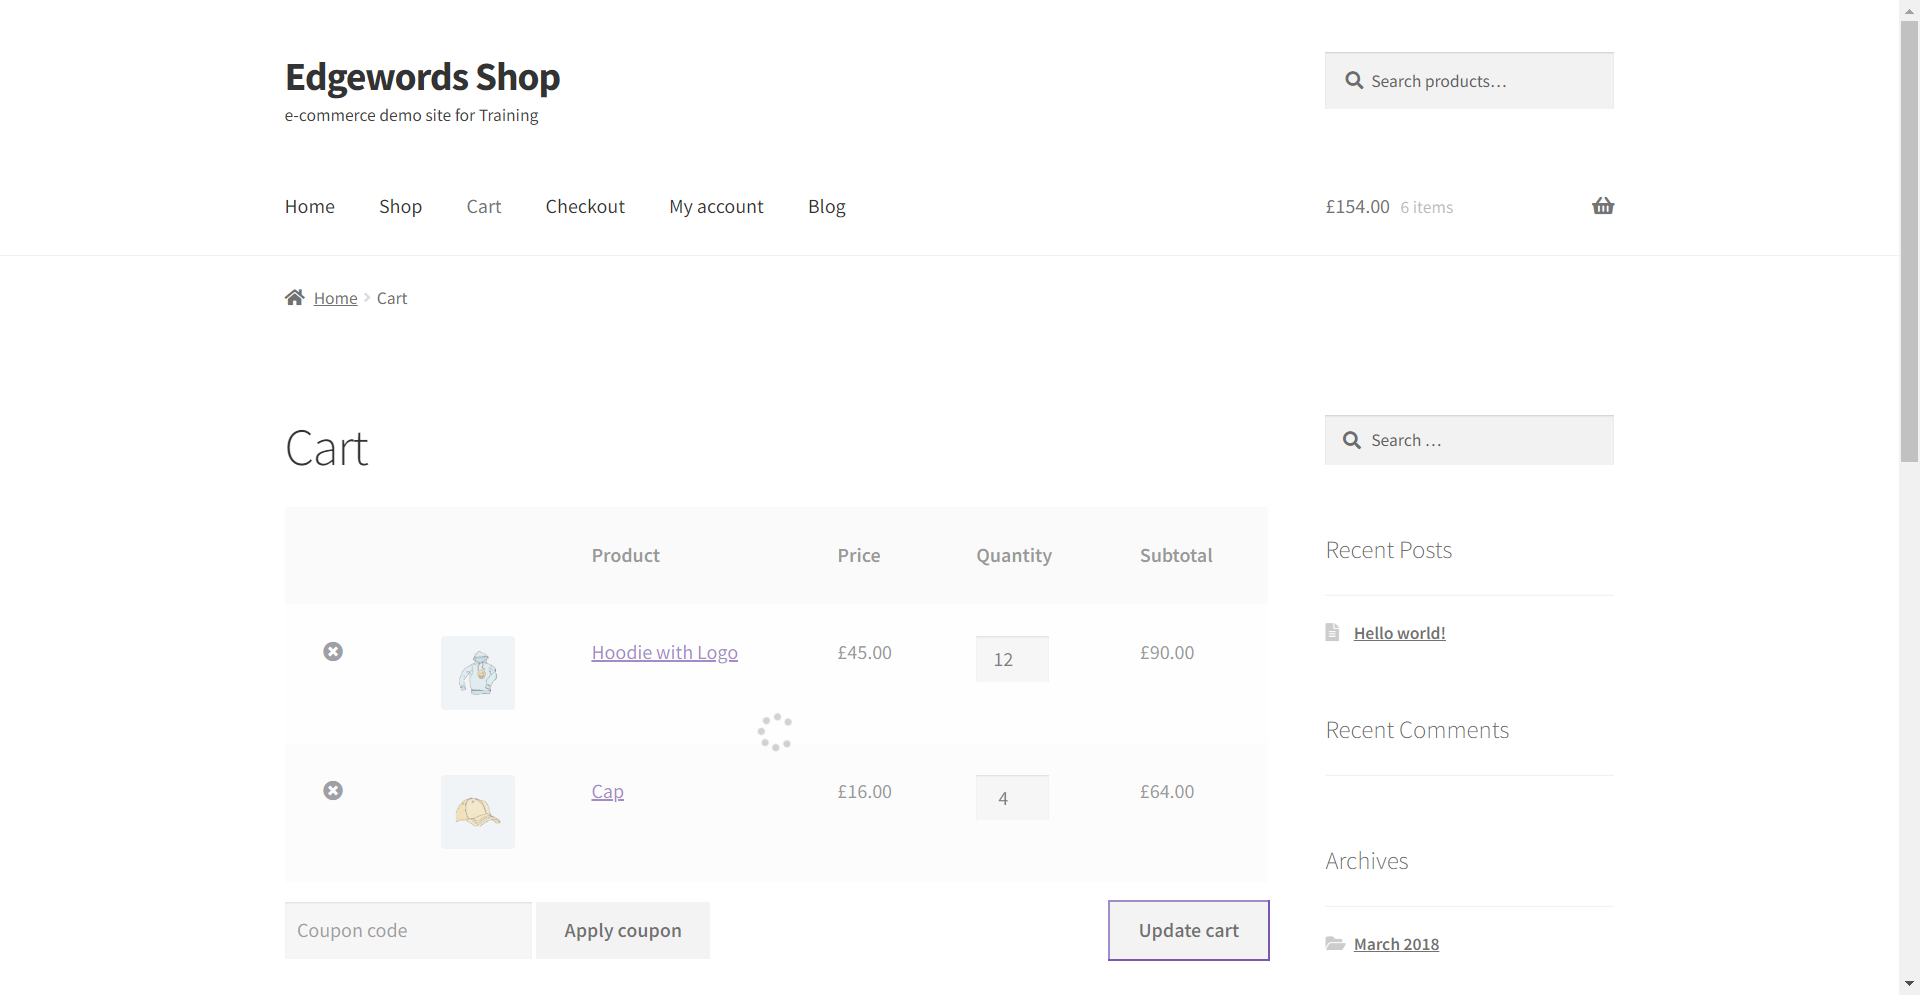 Edgewords Shop
e-commerce demo site for Training
Search products…
Home Shop Cart Checkout My account Blog
£154.00 6 items
Home Cart
Cart
Product Price Quantity Subtotal
Hoodie with Logo £45.00 12 £90.00
Cap £16.00 4 £64.00
Coupon code Apply coupon Update cart
Search …
Recent Posts
Hello world!
Recent Comments
Archives
March 2018